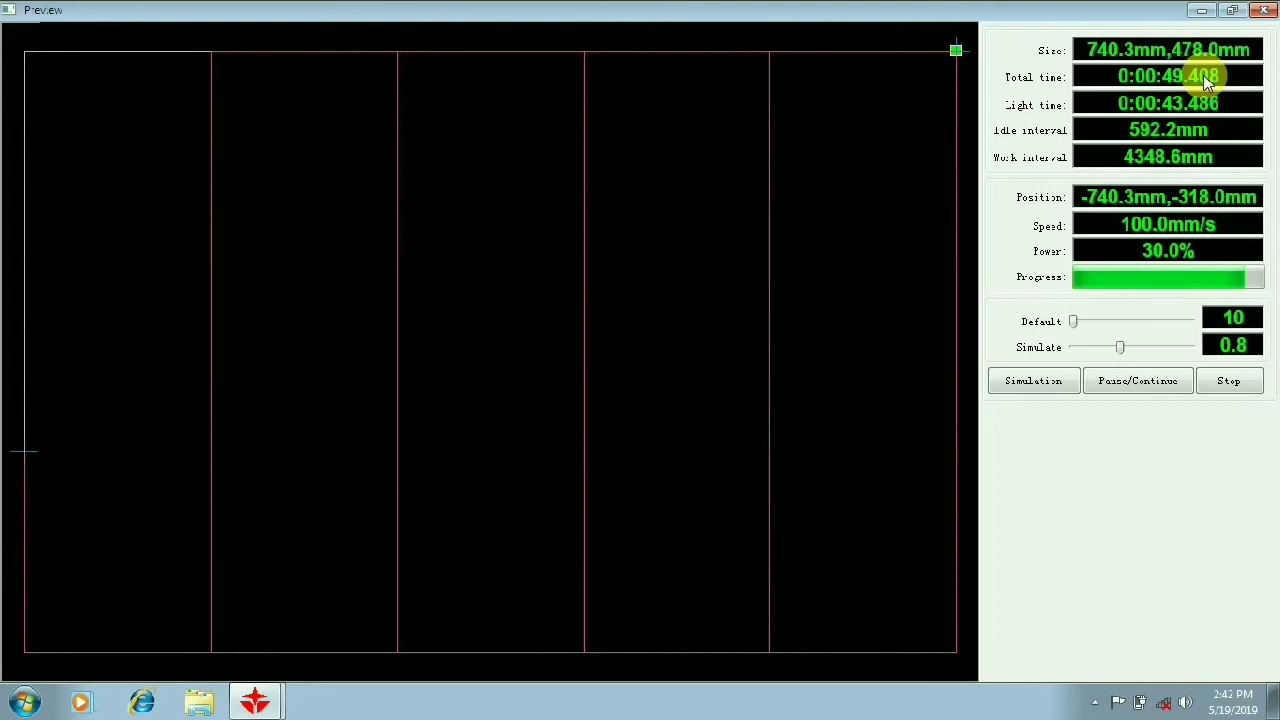 Preview
Size: 740.3mm,478.0mm
Total time: 0:00:49.408
Light time: 0:00:43.486
Idle interval 592.2mm
Work interval 4348.6mm
Position: -740.3mm,-318.0mm
Speed: 100.0mm/s
Power: 30.0%
Progress:
Default 10
Simulate 0.8
Simulation Pause/Continue Stop
2:42 PM
5/19/2019